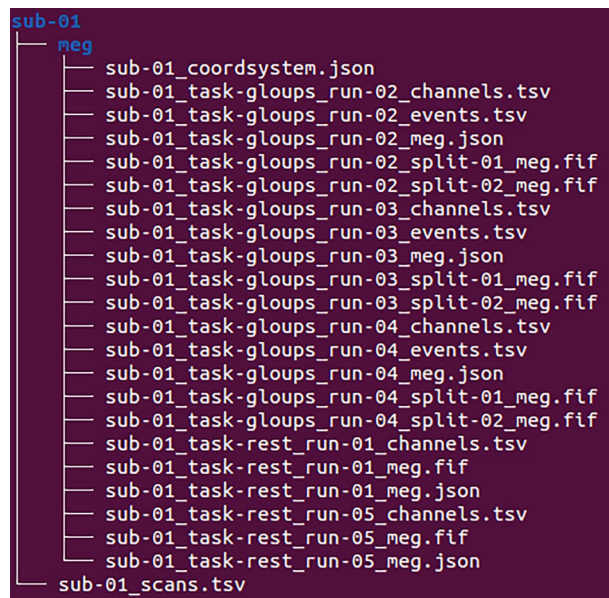 sub-01
meg
sub-01_coordsystem.json
sub-01_task-gloups_run-02_channels.tsv
sub-01_task-gloups_run-02_events.tsv
sub-01_task-gloups_run-02_meg.json
sub-01_task-gloups_run-02_split-01_meg.fif
sub-01_task-gloups_run-02_split-02_meg.fif
sub-01_task-gloups_run-03_channels.tsv
sub-01_task-gloups_run-03_events.tsv
sub-01_task-gloups_run-03_meg.json
sub-01_task-gloups_run-03_split-01_meg.fif
sub-01_task-gloups_run-03_split-02_meg.fif
sub-01_task-gloups_run-04_channels.tsv
sub-01_task-gloups_run-04_events.tsv
sub-01_task-gloups_run-04_meg.json
sub-01_task-gloups_run-04_split-01_meg.fif
sub-01_task-gloups_run-04_split-02_meg.fif
sub-01_task-rest_run-01_channels.tsv
sub-01_task-rest_run-01_meg.fif
sub-01_task-rest_run-01_meg.json
sub-01_task-rest_run-05_channels.tsv
sub-01_task-rest_run-05_meg.fif
sub-01_task-rest_run-05_meg.json
sub-01_scans.tsv